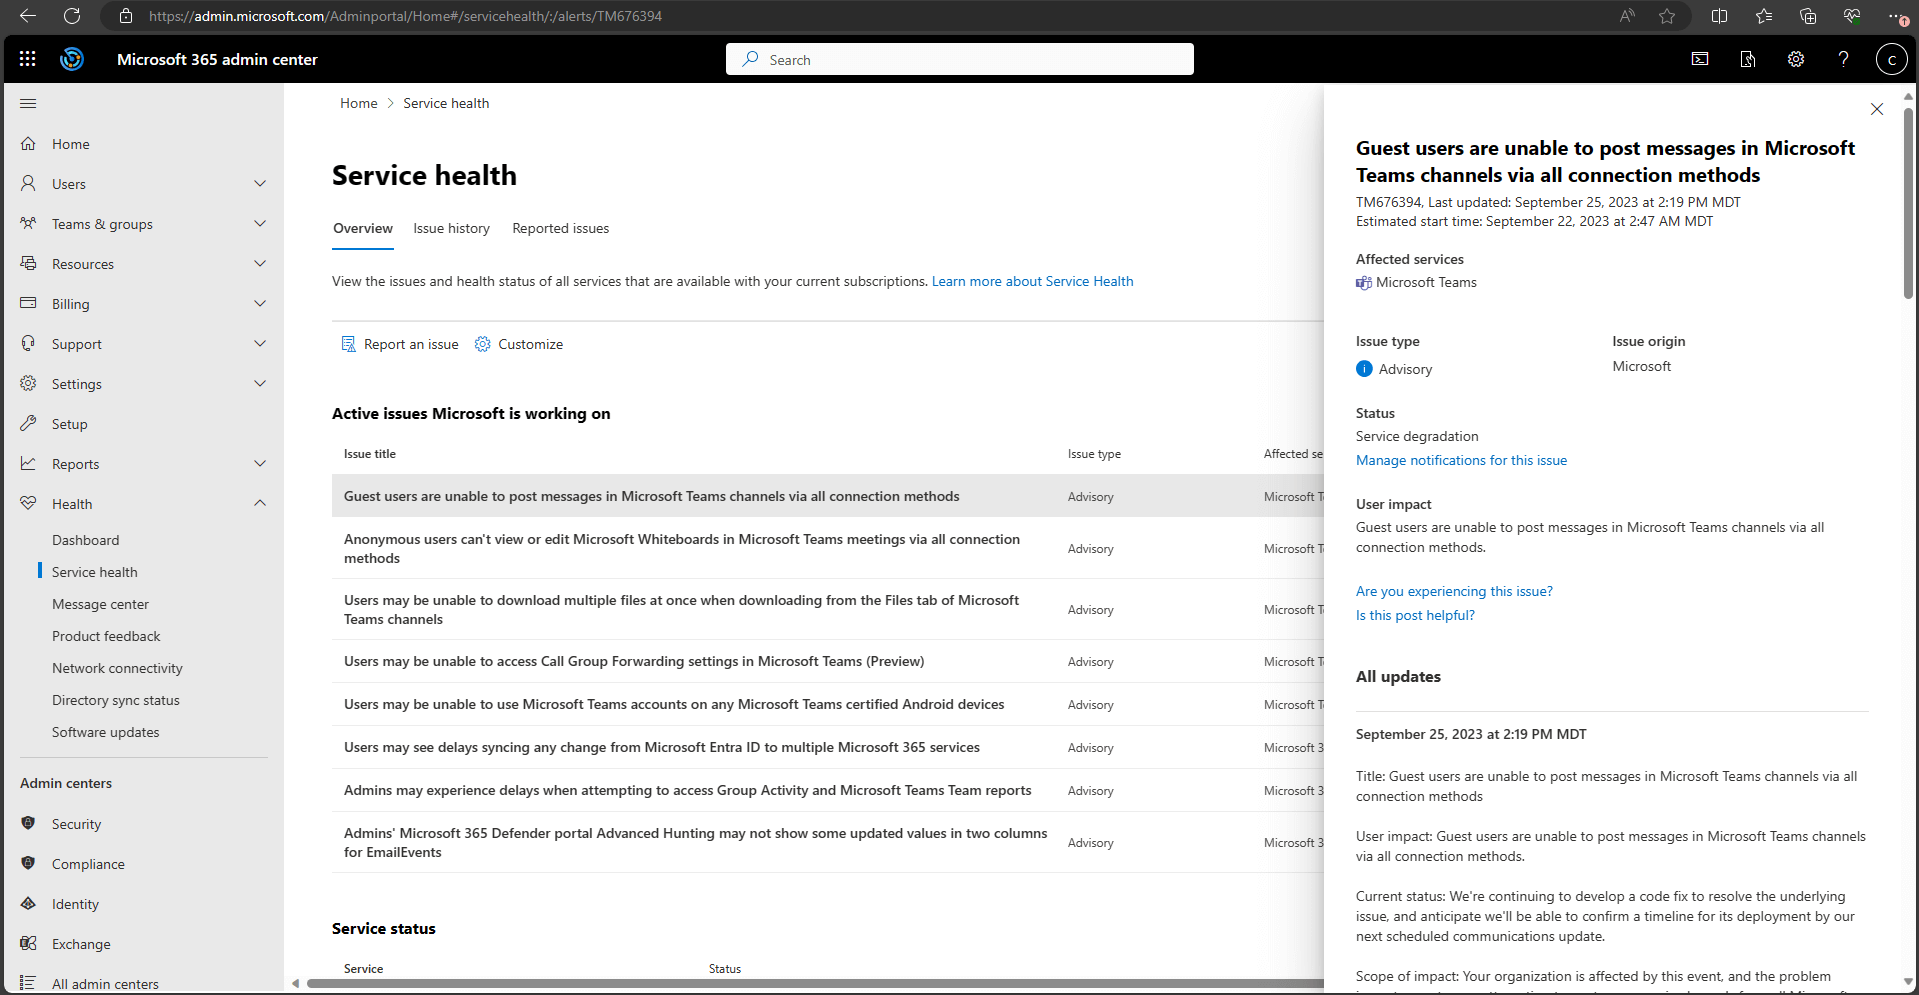 https://admin.microsoft.com/Adminportal/Home#/servicehealth/:/alerts/TM676394
Microsoft 365 admin center
Search
C
Home
Users
Teams & groups
Resources
Billing
Support
Settings
Setup
Reports
Health
Dashboard
Service health
Message center
Product feedback
Network connectivity
Directory sync status
Software updates
Admin centers
Security
Compliance
Identity
Exchange
All admin centers
Home > Service health
Service health
Overview Issue history Reported issues
View the issues and health status of all services that are available with your current subscriptions. Learn more about Service Health
Report an issue Customize
Active issues Microsoft is working on
Issue title Issue type Affected se
Guest users are unable to post messages in Microsoft Teams channels via all connection methods Advisory Microsoft T
Anonymous users can't view or edit Microsoft Whiteboards in Microsoft Teams meetings via all connection
methods Advisory Microsoft T
Users may be unable to download multiple files at once when downloading from the Files tab of Microsoft
Teams channels Advisory Microsoft T
Users may be unable to access Call Group Forwarding settings in Microsoft Teams (Preview) Advisory Microsoft T
Users may be unable to use Microsoft Teams accounts on any Microsoft Teams certified Android devices Advisory Microsoft T
Users may see delays syncing any change from Microsoft Entra ID to multiple Microsoft 365 services Advisory Microsoft 3
Admins may experience delays when attempting to access Group Activity and Microsoft Teams Team reports Advisory Microsoft 3
Admins' Microsoft 365 Defender portal Advanced Hunting may not show some updated values in two columns
for EmailEvents Advisory Microsoft 3
Service status
Service Status
Guest users are unable to post messages in Microsoft
Teams channels via all connection methods
TM676394, Last updated: September 25, 2023 at 2:19 PM MDT
Estimated start time: September 22, 2023 at 2:47 AM MDT
Affected services
Microsoft Teams
Issue type Issue origin
Advisory Microsoft
Status
Service degradation
Manage notifications for this issue
User impact
Guest users are unable to post messages in Microsoft Teams channels via all
connection methods.
Are you experiencing this issue?
Is this post helpful?
All updates
September 25, 2023 at 2:19 PM MDT
Title: Guest users are unable to post messages in Microsoft Teams channels via all
connection methods
User impact: Guest users are unable to post messages in Microsoft Teams channels
via all connection methods.
Current status: We're continuing to develop a code fix to resolve the underlying
issue, and anticipate we'll be able to confirm a timeline for its deployment by our
next scheduled communications update.
Scope of impact: Your organization is affected by this event, and the problem